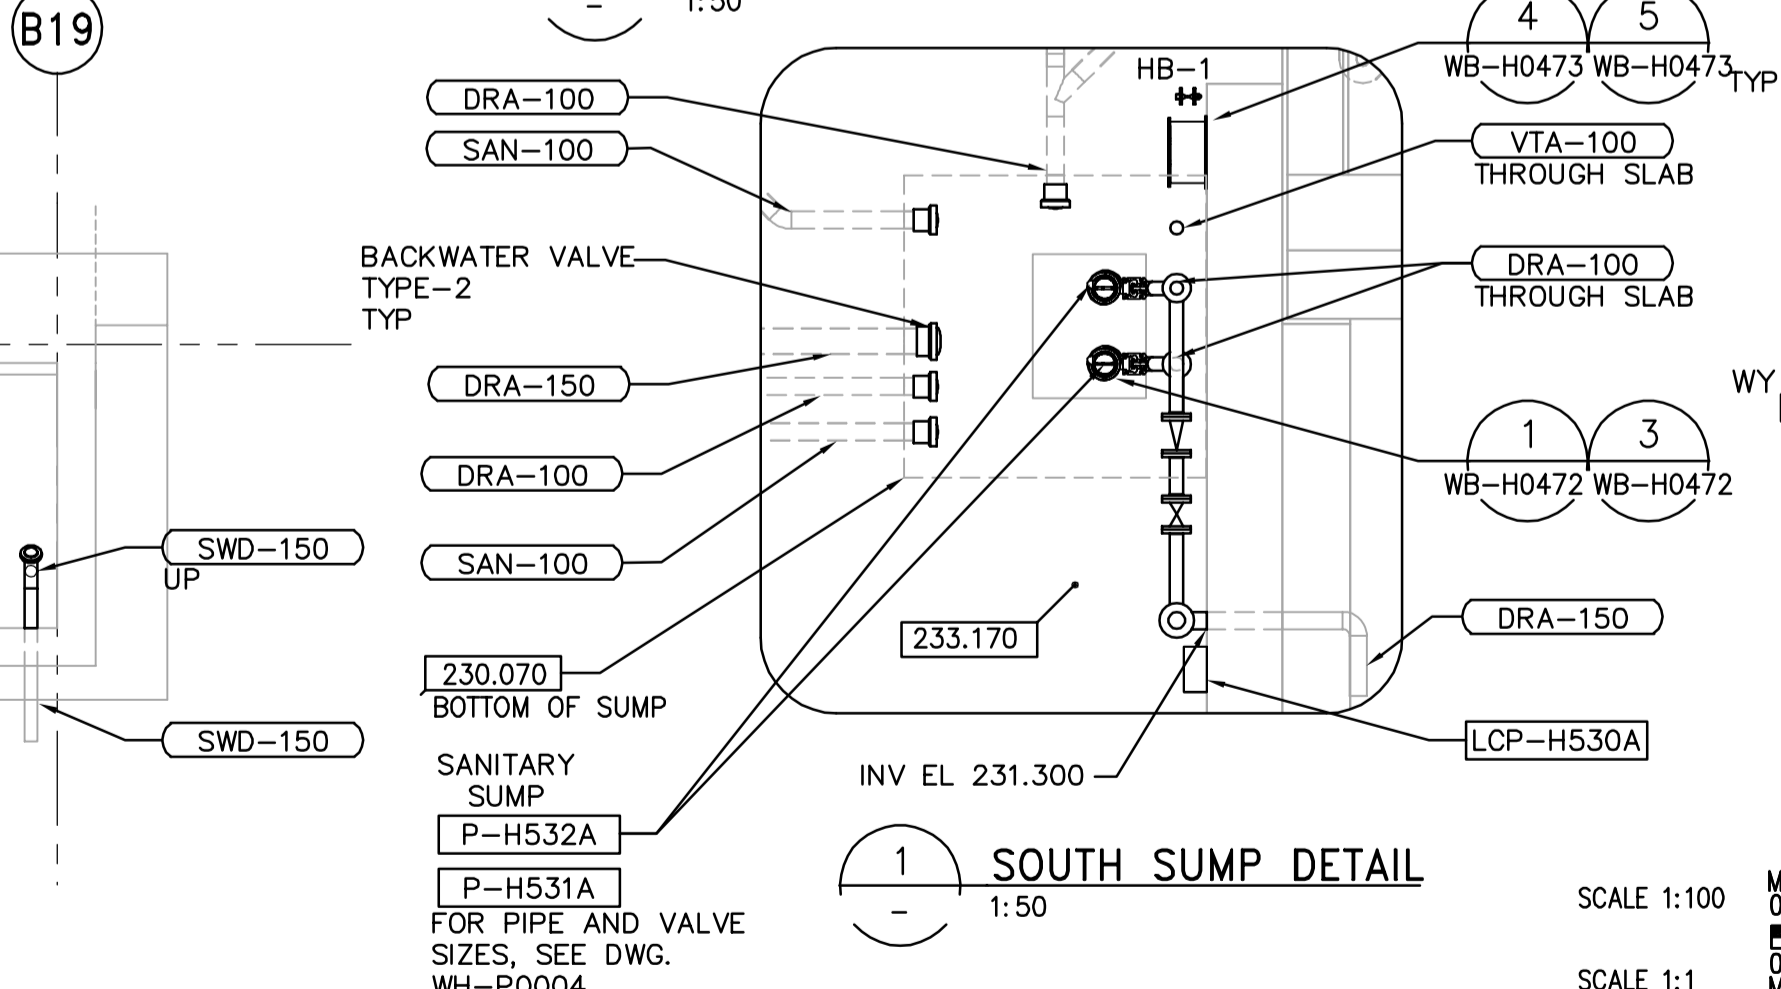 B19
-
1:50
DRA-100
SAN-100
BACKWATER VALVE
TYPE-2
TYP
DRA-150
DRA-100
SAN-100
SWD-150
UP
SWD-150
230.070
BOTTOM OF SUMP
SANITARY
SUMP
P-H532A
P-H531A
FOR PIPE AND VALVE
SIZES, SEE DWG.
WH-P0004
HB-1
233.170
INV EL 231.300
4
WB-H0473
5
WB-H0473
TYP
VTA-100
THROUGH SLAB
DRA-100
THROUGH SLAB
WY
1
WB-H0472
3
WB-H0472
DRA-150
LCP-H530A
1
-
SOUTH SUMP DETAIL
1:50
SCALE 1:100
SCALE 1:1